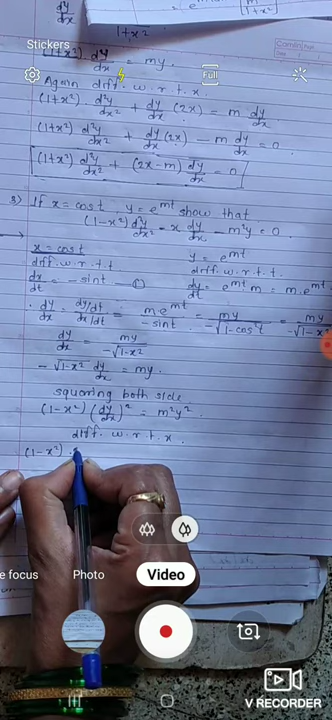 dy/dx
1+x²
(1+x²) dy/dx = my.
Again diff. w.r.t.x.
(1+x²) d²y/dx² + dy/dx (2x) = m dy/dx
(1+x²) d²y/dx² + dy/dx (2x) – m dy/dx = 0
(1+x²) d²y/dx² + (2x-m) dy/dx = 0
3) If x = cost y = e^mt show that
(1-x²) d²y/dx² - x dy/dx - m²y = 0
x = cost y = e^mt
diff. w.r.t.t diff w.r.t.t.
dx/dt = -sint —① dy/dt = e^mt. m = m.e^mt
dy/dx = dy/dt / dx/dt = m e^mt / -sint = my / -√1-cos²t = my / -√1-x²
dy/dx = my / -√1-x²
- √1-x² dy/dx = my.
squaring both side
(1-x²) (dy/dx)² = m²y².
diff. w.r.t.x
(1-x²) .
Stickers
Full
Photo
Video
V RECORDER